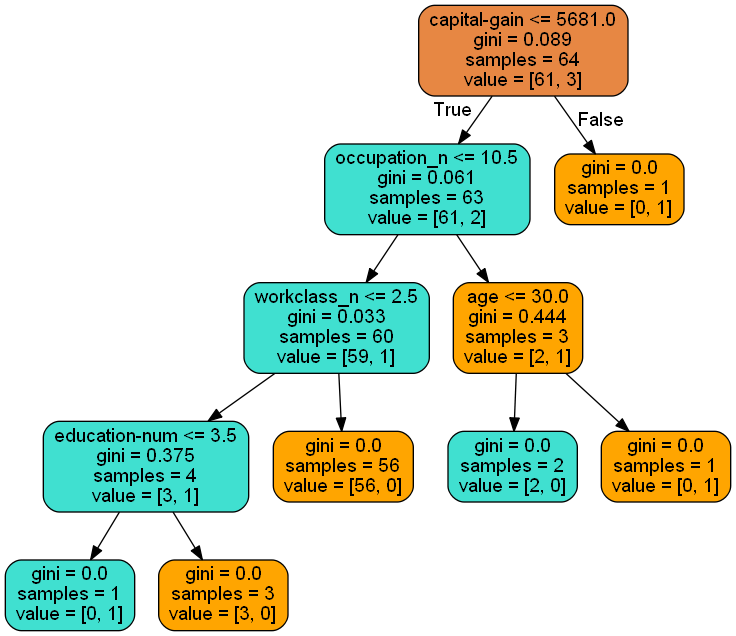 capital-gain <= 5681.0
gini = 0.089
samples = 64
value = [61, 3]
True
False
occupation_n <= 10.5
gini = 0.061
samples = 63
value = [61, 2]
gini = 0.0
samples = 1
value = [0, 1]
workclass_n <= 2.5
gini = 0.033
samples = 60
value = [59, 1]
age <= 30.0
gini = 0.444
samples = 3
value = [2, 1]
education-num <= 3.5
gini = 0.375
samples = 4
value = [3, 1]
gini = 0.0
samples = 56
value = [56, 0]
gini = 0.0
samples = 2
value = [2, 0]
gini = 0.0
samples = 1
value = [0, 1]
gini = 0.0
samples = 1
value = [0, 1]
gini = 0.0
samples = 3
value = [3, 0]